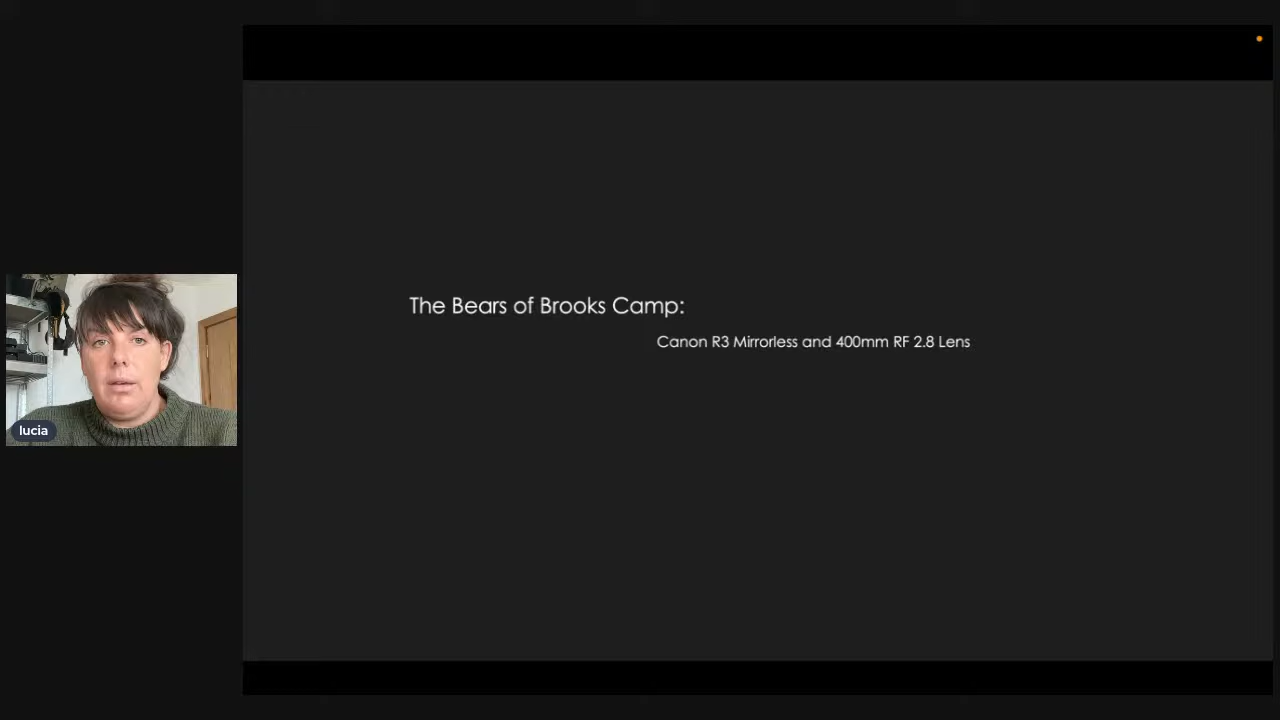 The Bears of Brooks Camp:
Canon R3 Mirrorless and 400mm RF 2.8 Lens
lucia